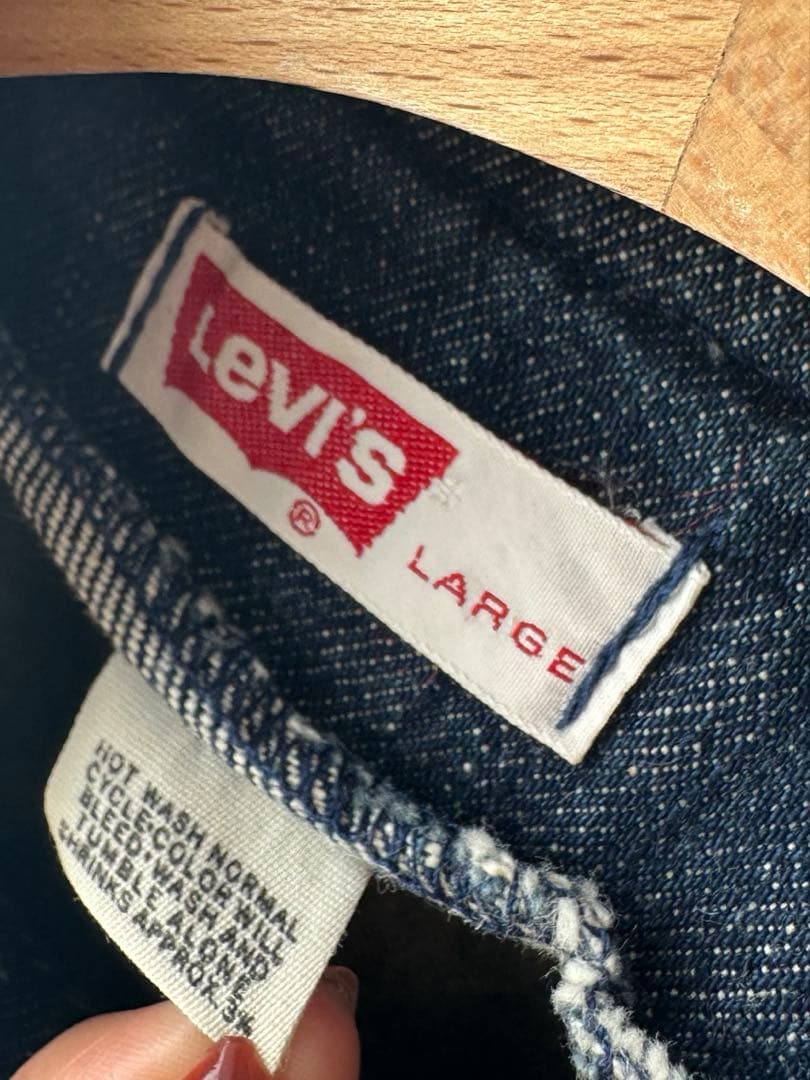 Levi's
®
LARGE
HOT WASH NORMAL
CYCLE•COLOR WILL
BLEED•WASH AND
TUMBLE ALONE
SHRINKS APPROX. 3%